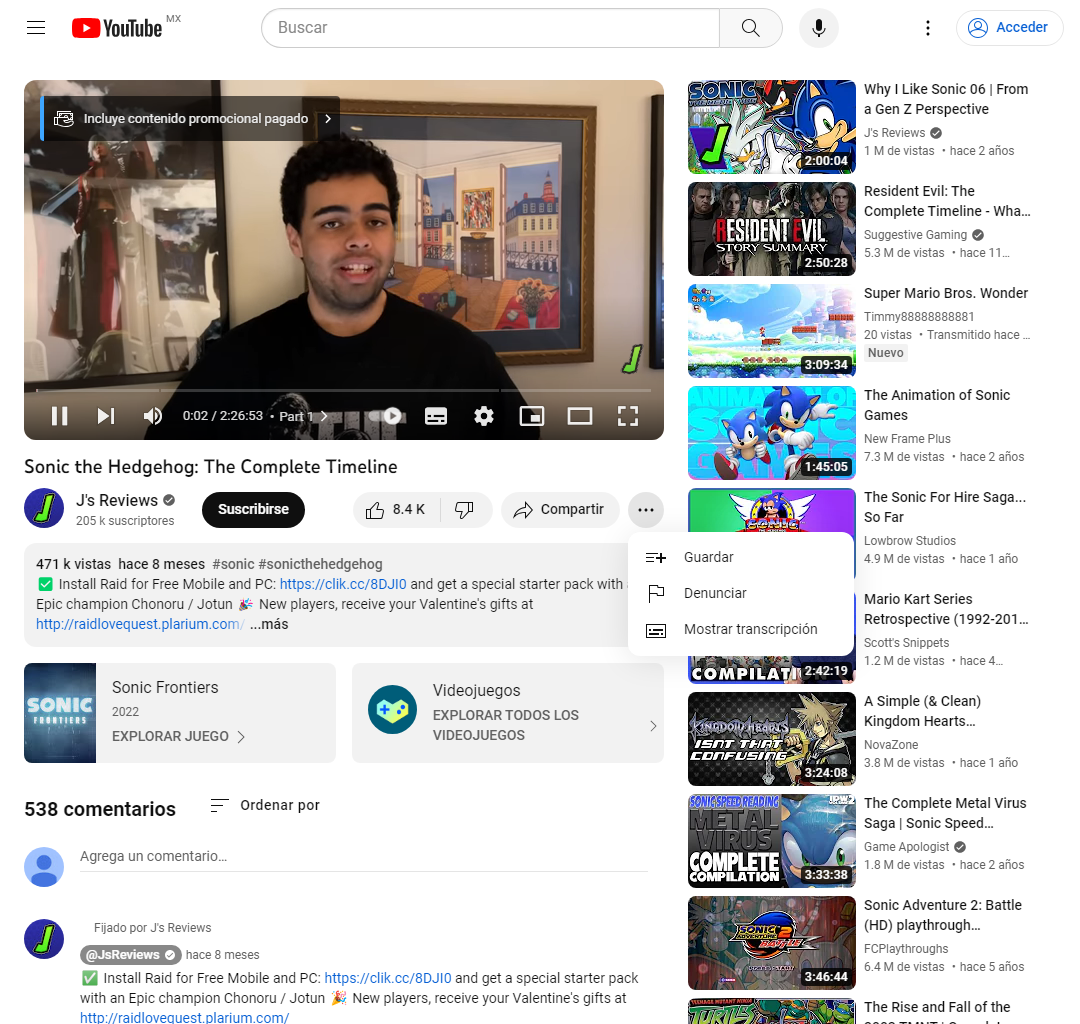 YouTube MX
Buscar
Acceder
Incluye contenido promocional pagado
0:02 / 2:26:53 • Part 1
Sonic the Hedgehog: The Complete Timeline
J's Reviews
205 k suscriptores
Suscribirse
8.4 K
Compartir
471 k vistas hace 8 meses #sonic #sonicthehedgehog
✅ Install Raid for Free Mobile and PC: https://clik.cc/8DJI0 and get a special starter pack with
Epic champion Chonoru / Jotun 🎉 New players, receive your Valentine's gifts at
http://raidlovequest.plarium.com/ ...más
Guardar
Denunciar
Mostrar transcripción
SONIC
FRONTIERS
Sonic Frontiers
2022
EXPLORAR JUEGO
Videojuegos
EXPLORAR TODOS LOS
VIDEOJUEGOS
538 comentarios
Ordenar por
Agrega un comentario...
Fijado por J's Reviews
@JsReviews hace 8 meses
✅ Install Raid for Free Mobile and PC: https://clik.cc/8DJI0 and get a special starter pack
with an Epic champion Chonoru / Jotun 🎉 New players, receive your Valentine's gifts at
http://raidlovequest.plarium.com/
SONIC
2:00:04
Why I Like Sonic 06 | From
a Gen Z Perspective
J's Reviews
1 M de vistas • hace 2 años
RESIDENT EVIL
STORY SUMMARY
2:50:28
Resident Evil: The
Complete Timeline - Wha...
Suggestive Gaming
5.3 M de vistas • hace 11...
3:09:34
Super Mario Bros. Wonder
Timmy88888888881
20 vistas • Transmitido hace ...
Nuevo
1:45:05
The Animation of Sonic
Games
New Frame Plus
7.3 M de vistas • hace 2 años
SONIC
The Sonic For Hire Saga...
So Far
Lowbrow Studios
4.9 M de vistas • hace 1 año
COMPILATI
2:42:19
Mario Kart Series
Retrospective (1992-201...
Scott's Snippets
1.2 M de vistas • hace 4...
KINGDOM HEARTS
ISNT THAT
CONFUSING
3:24:08
A Simple (& Clean)
Kingdom Hearts...
NovaZone
3.8 M de vistas • hace 1 año
SONIC SPEED READING
METAL
VIRUS
COMPLETE
COMPILATION
3:33:38
The Complete Metal Virus
Saga | Sonic Speed...
Game Apologist
1.8 M de vistas • hace 2 años
SONIC
ADVENTURE 2
BATTLE
3:46:44
Sonic Adventure 2: Battle
(HD) playthrough...
FCPlaythroughs
6.4 M de vistas • hace 5 años
TEENAGE MUTANT NINJA
TURTLES
The Rise and Fall of the